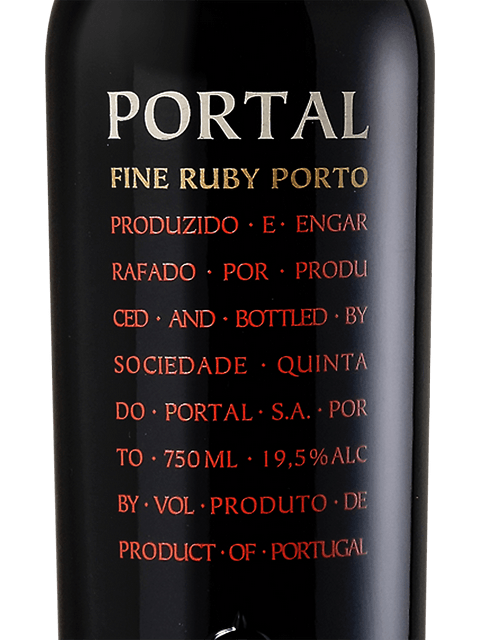 PORTAL
FINE RUBY PORTO
PRODUZIDO · E · ENGAR
RAFADO · POR · PRODU
CED · AND · BOTTLED · BY
SOCIEDADE · QUINTA
DO · PORTAL · S.A. · POR
TO · 750 ML · 19,5% ALC
BY · VOL · PRODUTO · DE
PRODUCT · OF · PORTUGAL